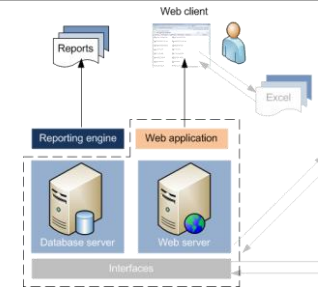 Web client
Reports
Excel
Reporting engine
Web application
Database server
Web server
Interfaces